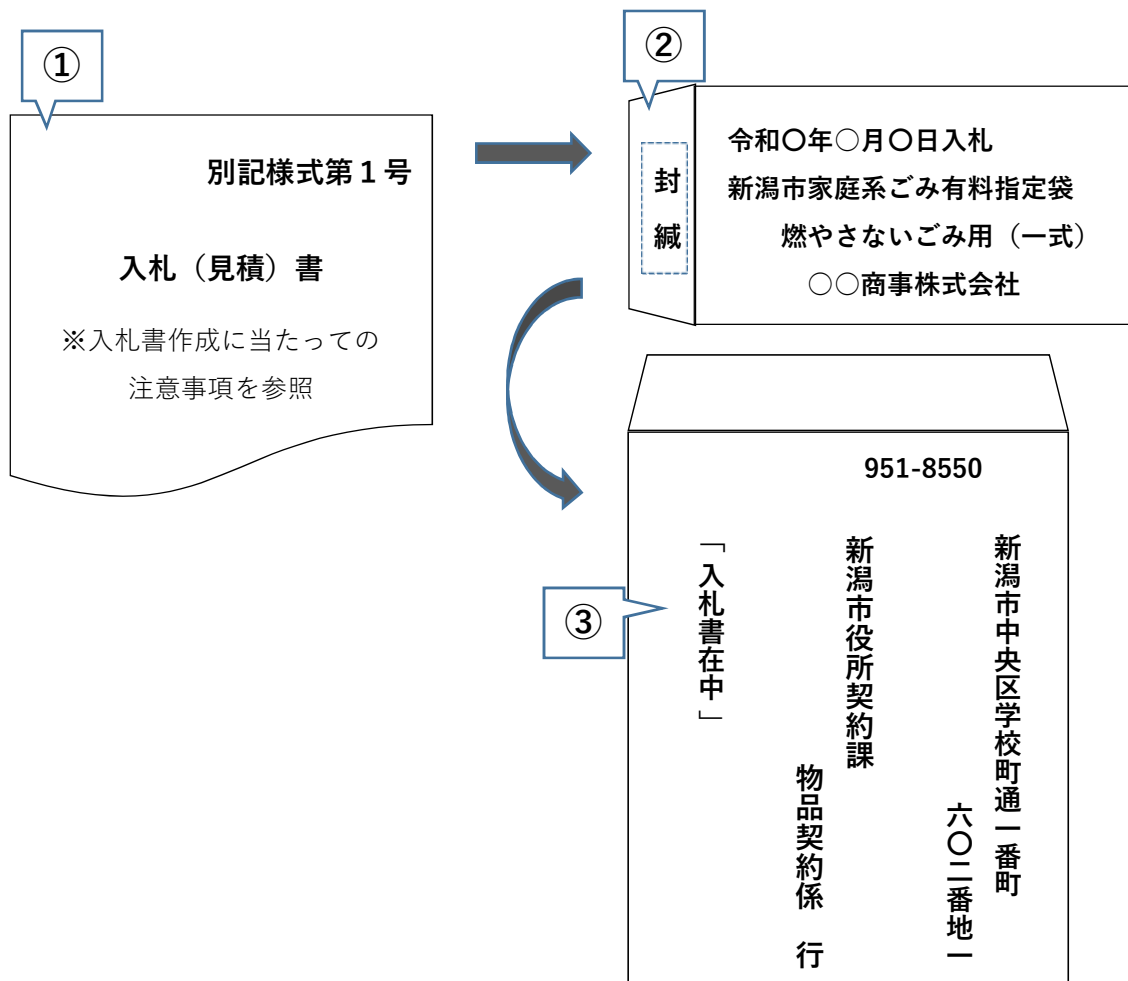 ①
別記様式第１号
入札（見積）書
※入札書作成に当たっての
注意事項を参照
②
封緘
令和〇年○月〇日入札
新潟市家庭系ごみ有料指定袋
燃やさないごみ用（一式）
○○商事株式会社
③
951-8550
新潟市中央区学校町通一番町
六〇二番地一
新潟市役所契約課
物品契約係　行
「入札書在中」